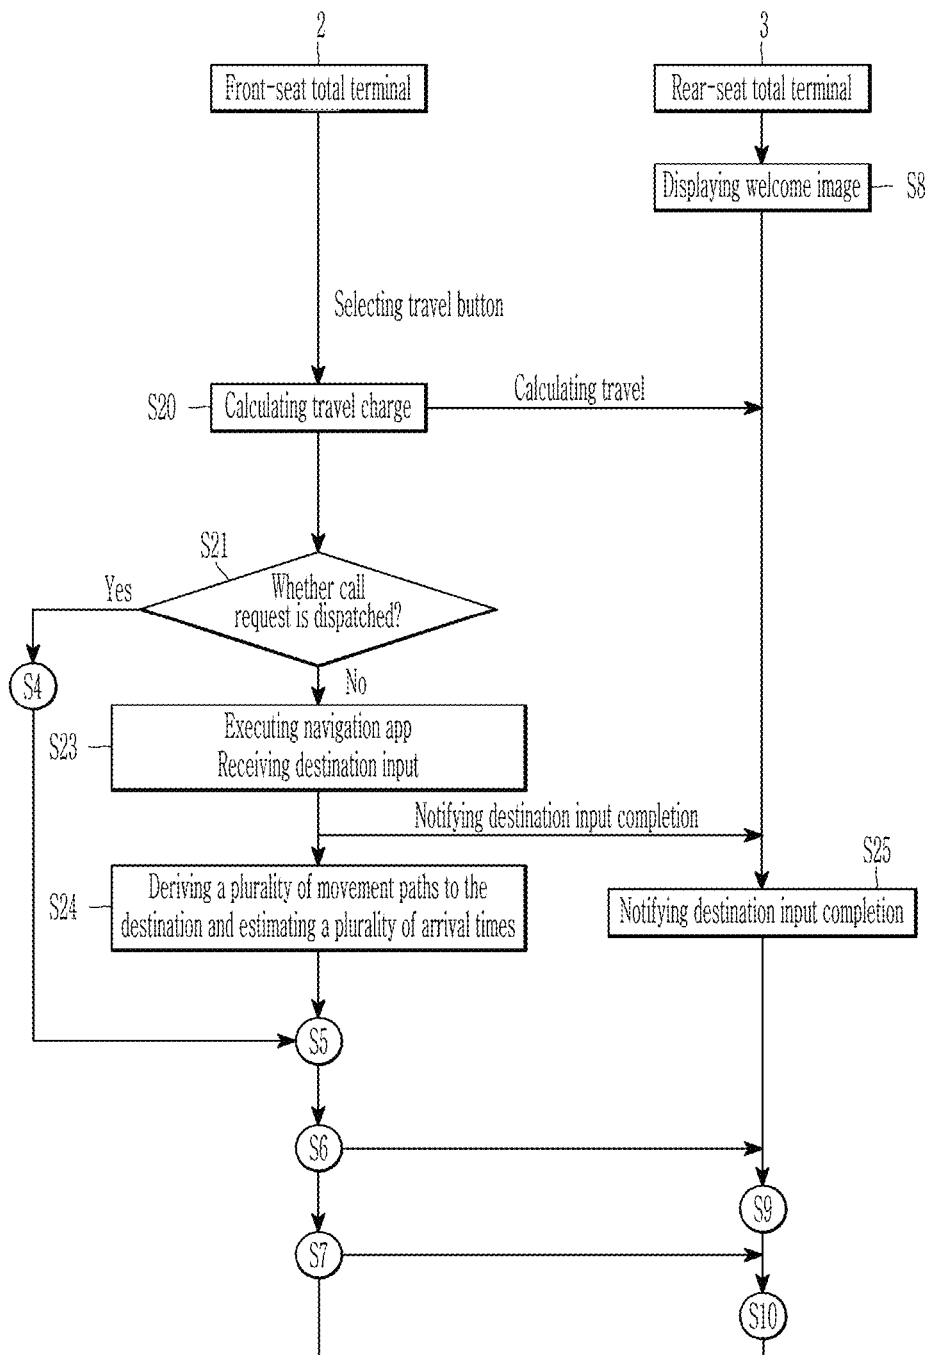 2
3
Front-seat total terminal
Rear-seat total terminal
Displaying welcome image
S8
Selecting travel button
S20
Calculating travel charge
Calculating travel
S21
Yes
Whether call
request is dispatched?
S4
No
S23
Executing navigation app
Receiving destination input
Notifying destination input completion
S25
S24
Deriving a plurality of movement paths to the
destination and estimating a plurality of arrival times
Notifying destination input completion
S5
S6
S9
S7
S10